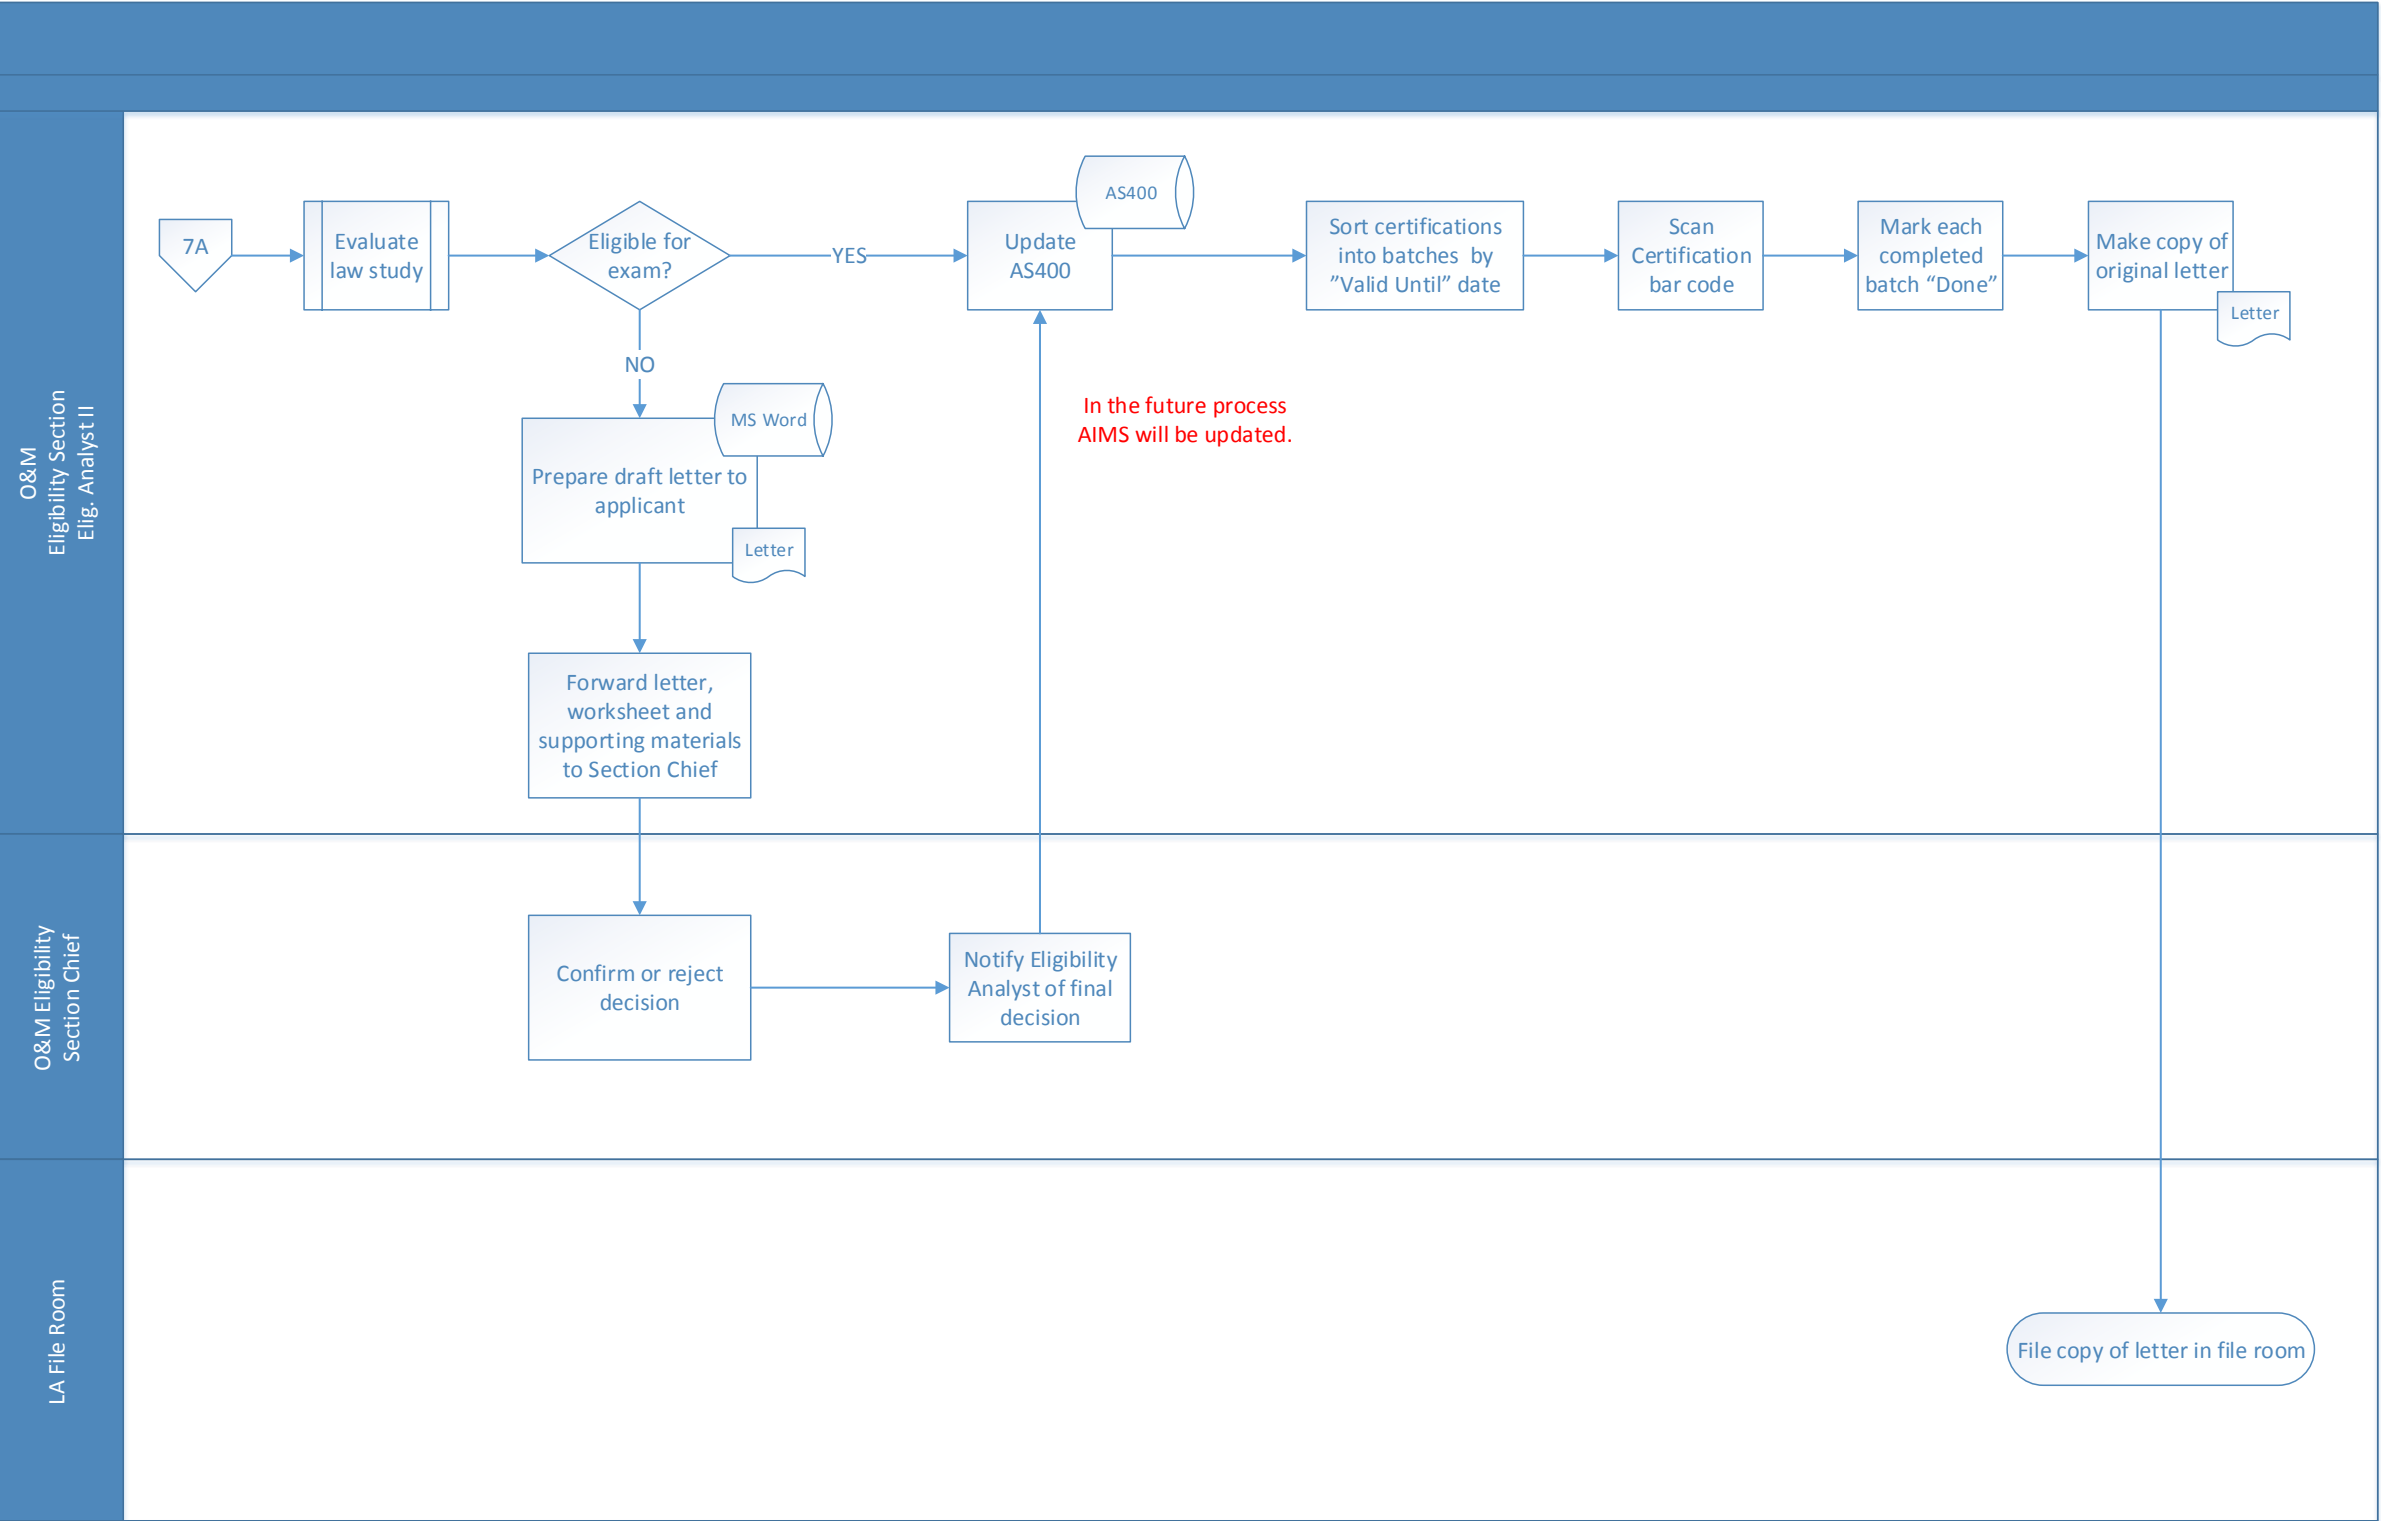 O&M
Eligibility Section
Elig. Analyst II
7A
Evaluate
law study
Eligible for
exam?
YES
Update
AS400
AS400
Sort certifications
into batches  by
”Valid Until” date
Scan
Certification
bar code
Mark each
completed
batch “Done”
Make copy of
original letter
Letter
NO
MS Word
Prepare draft letter to
applicant
Letter
In the future process
AIMS will be updated.
Forward letter,
worksheet and
supporting materials
to Section Chief
O&M Eligibility
Section Chief
Confirm or reject
decision
Notify Eligibility
Analyst of final
decision
LA File Room
File copy of letter in file room